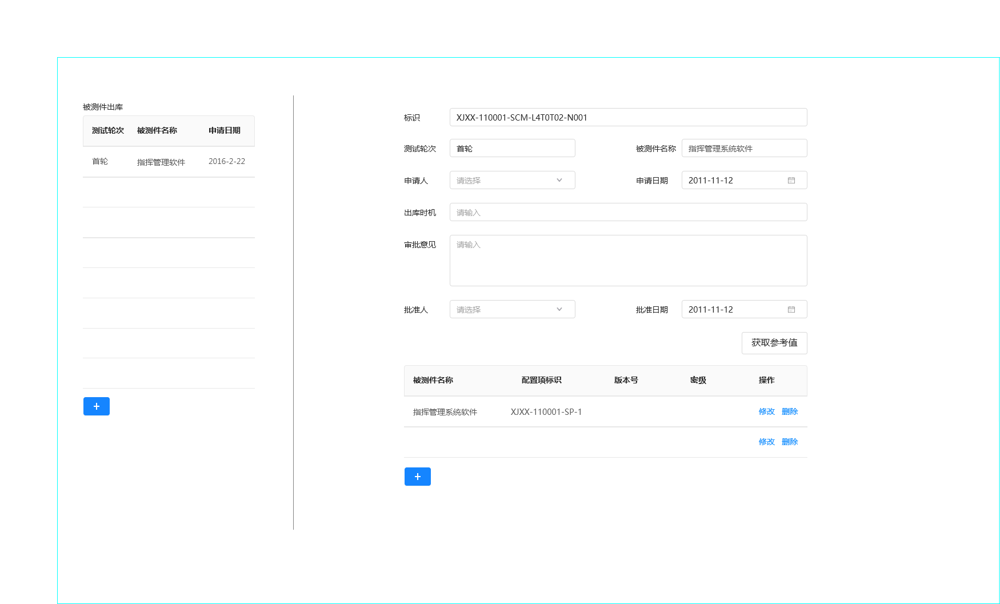 被测件出库
测试轮次 被测件名称 申请日期
首轮 指挥管理软件 2016-2-22
+
标识 XJXX-110001-SCM-L4T0T02-N001
测试轮次 首轮 被测件名称 指挥管理系统软件
申请人 请选择 申请日期 2011-11-12
出库时机 请输入
审批意见 请输入
批准人 请选择 批准日期 2011-11-12
获取参考值
被测件名称 配置项标识 版本号 密级 操作
指挥管理系统软件 XJXX-110001-SP-1 修改 删除
修改 删除
+